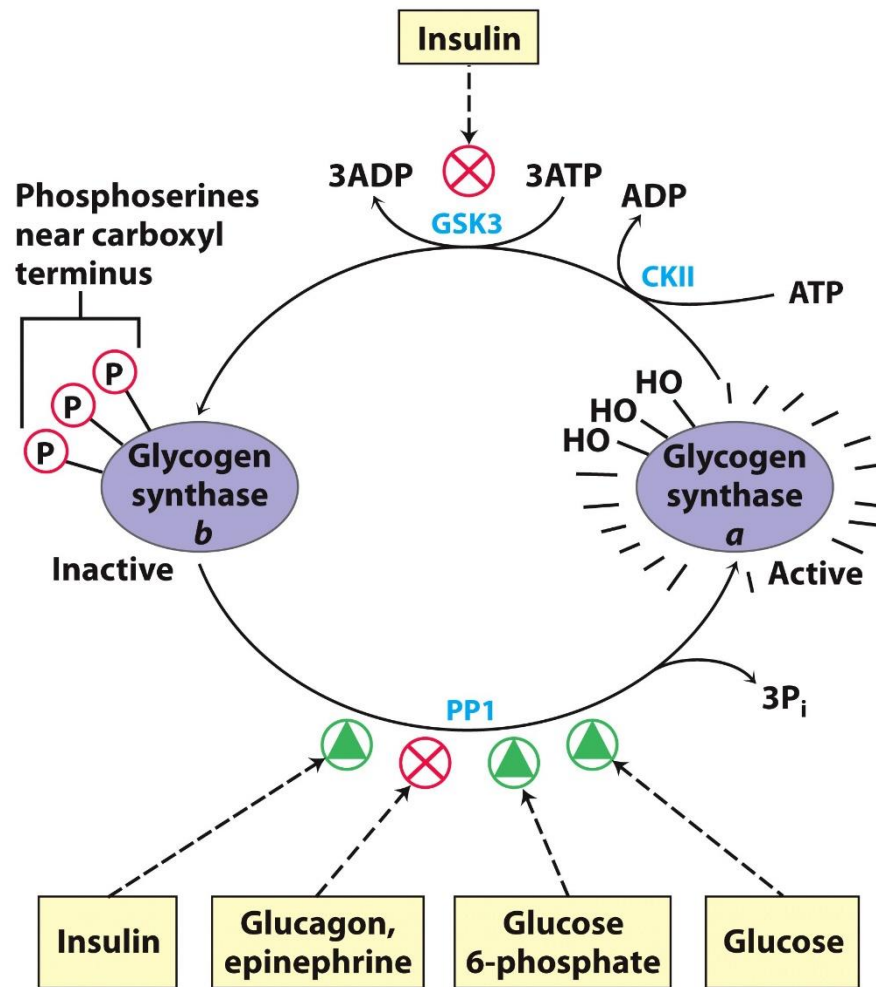 Insulin
3ADP
3ATP
GSK3
ADP
CKII
ATP
Phosphoserines
near carboxyl
terminus
P
P
P
HO
HO
HO
Glycogen
synthase
b
Inactive
Glycogen
synthase
a
Active
PP1
3Pi
Insulin
Glucagon,
epinephrine
Glucose
6-phosphate
Glucose